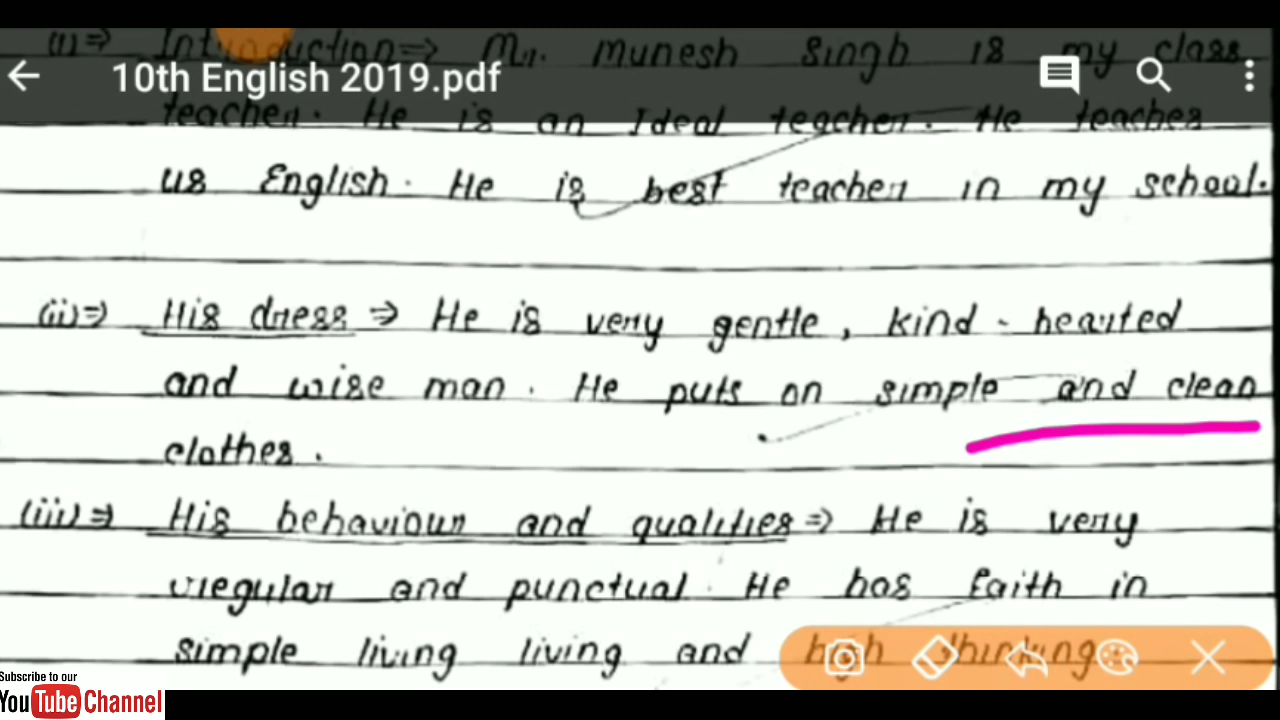 (i)⇒ Introduction⇒ Mr. Munesh Singh is my class
10th English 2019.pdf
teacher. He is an Ideal teacher. He teaches
us English. He is best teacher in my school.
(ii)⇒ His dress ⇒ He is very gentle, kind-hearted
and wise man. He puts on simple and clean
clothes.
(iii)⇒ His behaviour and qualities⇒ He is very
regular and punctual. He has faith in
simple living living and high thinking.
Subscribe to our
YouTube Channel